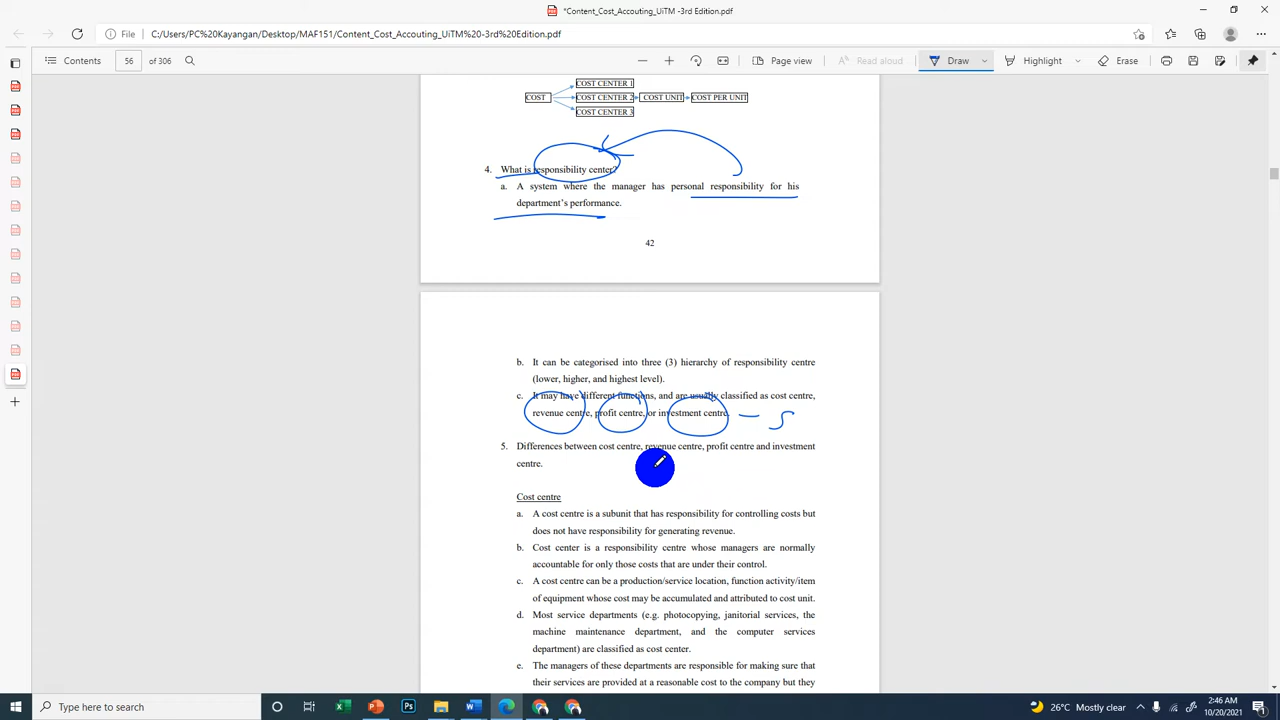 *Content_Cost_Accouting_UiTM -3rd Edition.pdf
File C:/Users/PC%20Kayangan/Desktop/MAF151/Content_Cost_Accouting_UiTM%20-3rd%20Edition.pdf
Contents 56 of 306 Page view Read aloud Draw Highlight Erase
COST CENTER 1
COST COST CENTER 2 COST UNIT COST PER UNIT
COST CENTER 3
4. What is responsibility center?
a. A system where the manager has personal responsibility for his
department's performance.
42
b. It can be categorised into three (3) hierarchy of responsibility centre
(lower, higher, and highest level).
c. It may have different functions, and are usually classified as cost centre,
revenue centre, profit centre, or investment centre.
5. Differences between cost centre, revenue centre, profit centre and investment
centre.
Cost centre
a. A cost centre is a subunit that has responsibility for controlling costs but
does not have responsibility for generating revenue.
b. Cost center is a responsibility centre whose managers are normally
accountable for only those costs that are under their control.
c. A cost centre can be a production/service location, function activity/item
of equipment whose cost may be accumulated and attributed to cost unit.
d. Most service departments (e.g. photocopying, janitorial services, the
machine maintenance department, and the computer services
department) are classified as cost center.
e. The managers of these departments are responsible for making sure that
their services are provided at a reasonable cost to the company but they
Type here to search 26°C Mostly clear 2:46 AM
10/20/2021